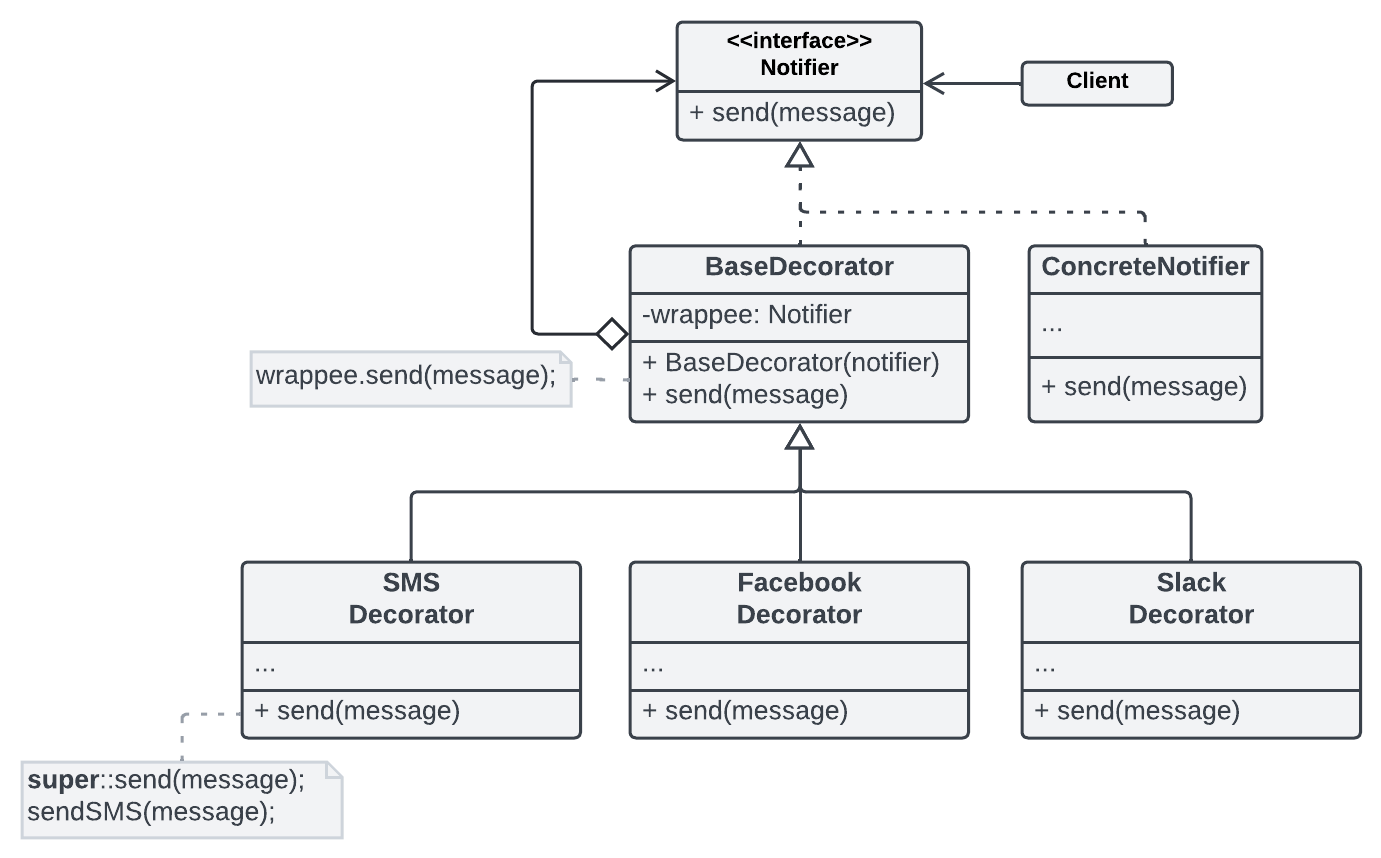 <<interface>>
Notifier
+ send(message)
Client
BaseDecorator
-wrappee: Notifier
+ BaseDecorator(notifier)
+ send(message)
wrappee.send(message);
ConcreteNotifier
...
+ send(message)
SMS
Decorator
...
+ send(message)
Facebook
Decorator
...
+ send(message)
Slack
Decorator
...
+ send(message)
super::send(message);
sendSMS(message);